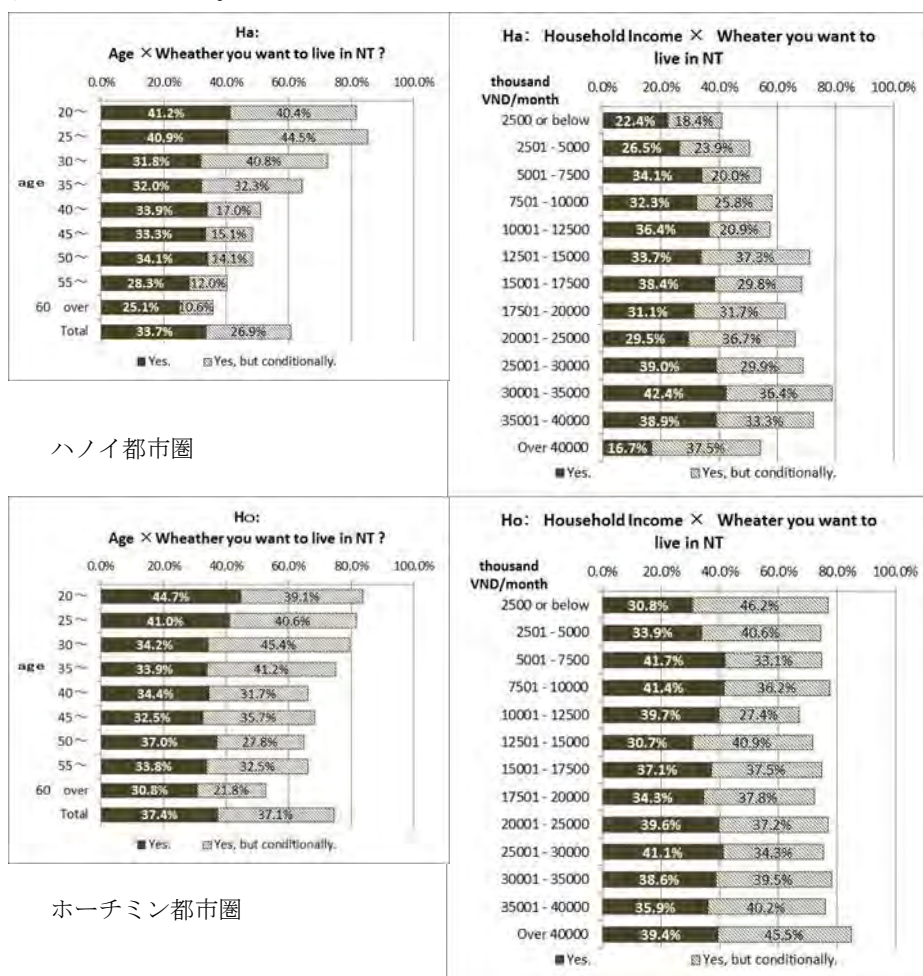 Ha:
Age × Wheather you want to live in NT ?
0.0% 20.0% 40.0% 60.0% 80.0% 100.0%
20～ 41.2% 40.4%
25～ 40.9% 44.5%
30～ 31.8% 40.8%
age 35～ 32.0% 32.3%
40～ 33.9% 17.0%
45～ 33.3% 15.1%
50～ 34.1% 14.1%
55～ 28.3% 12.0%
60 over 25.1% 10.6%
Total 33.7% 26.9%
Yes. Yes, but conditionally.
Ha: Household Income × Wheater you want to
live in NT
thousand
VND/month
0.0% 20.0% 40.0% 60.0% 80.0% 100.0%
2500 or below 22.4% 18.4%
2501 - 5000 26.5% 23.9%
5001 - 7500 34.1% 20.0%
7501 - 10000 32.3% 25.8%
10001 - 12500 36.4% 20.9%
12501 - 15000 33.7% 37.3%
15001 - 17500 38.4% 29.8%
17501 - 20000 31.1% 31.7%
20001 - 25000 29.5% 36.7%
25001 - 30000 39.0% 29.9%
30001 - 35000 42.4% 36.4%
35001 - 40000 38.9% 33.3%
Over 40000 16.7% 37.5%
Yes. Yes, but conditionally.
ハノイ都市圏
Ho:
Age × Wheather you want to live in NT ?
0.0% 20.0% 40.0% 60.0% 80.0% 100.0%
20～ 44.7% 39.1%
25～ 41.0% 40.6%
30～ 34.2% 45.4%
age 35～ 33.9% 41.2%
40～ 34.4% 31.7%
45～ 32.5% 35.7%
50～ 37.0% 27.8%
55～ 33.8% 32.5%
60 over 30.8% 21.8%
Total 37.4% 37.1%
Yes. Yes, but conditionally.
Ho: Household Income × Wheater you want to
live in NT
thousand
VND/month
0.0% 20.0% 40.0% 60.0% 80.0% 100.0%
2500 or below 30.8% 46.2%
2501 - 5000 33.9% 40.6%
5001 - 7500 41.7% 33.1%
7501 - 10000 41.4% 36.2%
10001 - 12500 39.7% 27.4%
12501 - 15000 30.7% 40.9%
15001 - 17500 37.1% 37.5%
17501 - 20000 34.3% 37.8%
20001 - 25000 39.6% 37.2%
25001 - 30000 41.1% 34.3%
30001 - 35000 38.6% 39.5%
35001 - 40000 35.9% 40.2%
Over 40000 39.4% 45.5%
Yes. Yes, but conditionally.
ホーチミン都市圏